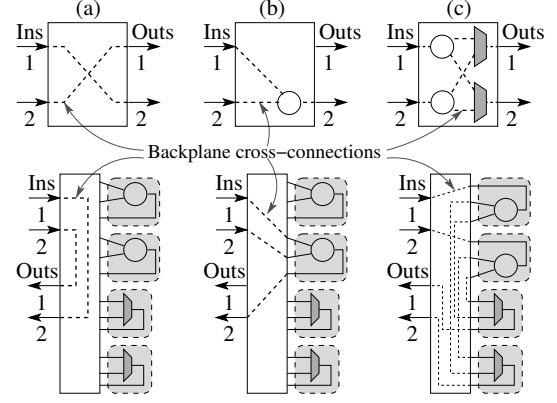 (a) (b) (c)
Ins Outs Ins Outs Ins Outs
1 1 1 1 1 1
2 2 2 2 2 2
Backplane cross−connections
Ins Ins Ins
1 1 1
2 2 2
Outs Outs Outs
1 1 1
2 2 2